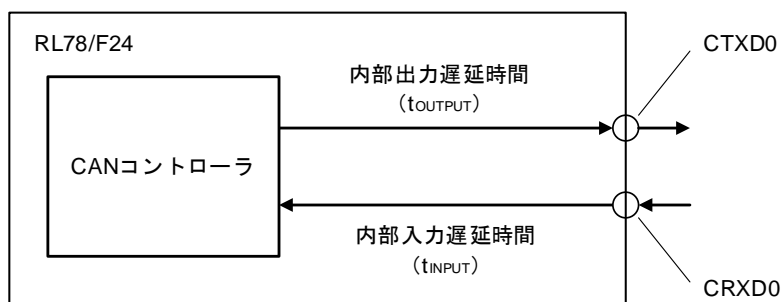 RL78/F24
CTXD0
内部出力遅延時間
（tOUTPUT）
CANコントローラ
内部入力遅延時間
（tINPUT）
CRXD0